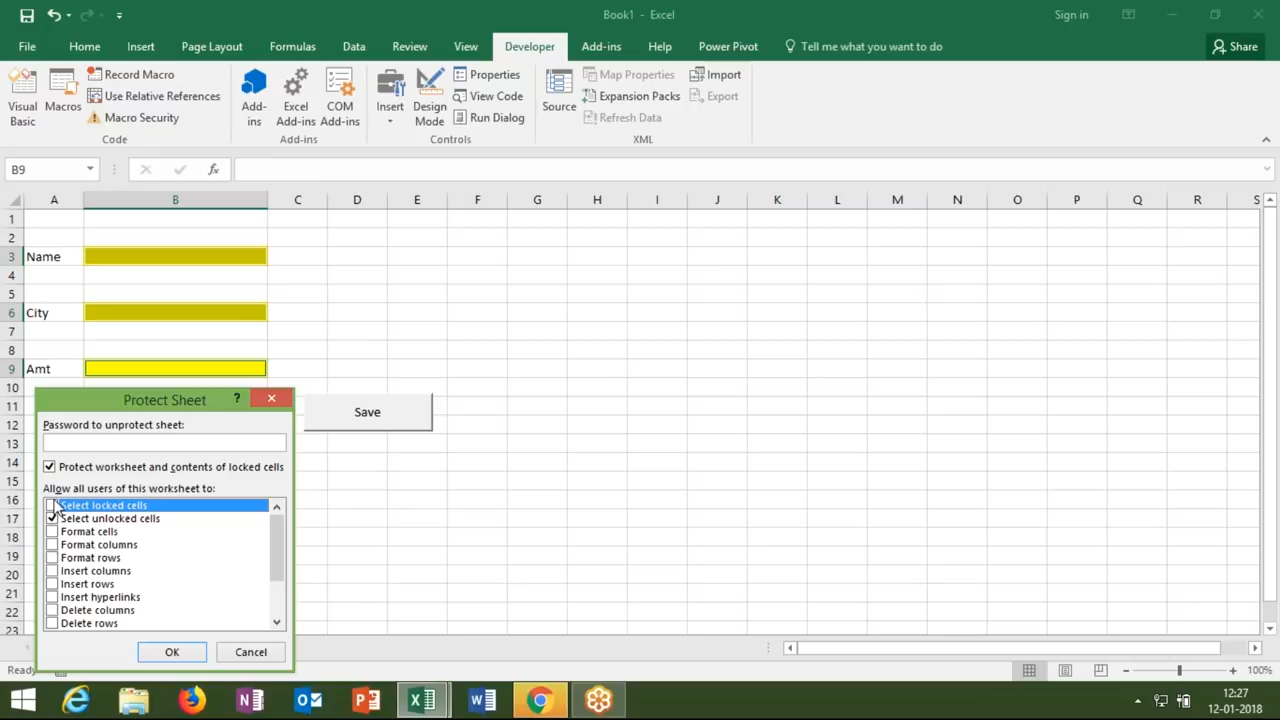 Book1 - Excel
Sign in
File Home Insert Page Layout Formulas Data Review View Developer Add-ins Help Power Pivot Tell me what you want to do Share
Visual Basic
Macros
Record Macro
Use Relative References
Macro Security
Code
Add-ins
Excel Add-ins
COM Add-ins
Add-ins
Insert
Design Mode
Properties
View Code
Run Dialog
Controls
Source
Map Properties
Expansion Packs
Refresh Data
Import
Export
XML
B9
fx
A B C D E F G H I J K L M N O P Q R S
1
2
3 Name
4
5
6 City
7
8
9 Amt
10
11
12
13
14
15
16
17
18
19
20
21
22
23
Save
Protect Sheet ?
Password to unprotect sheet:
Protect worksheet and contents of locked cells
Allow all users of this worksheet to:
Select locked cells
Select unlocked cells
Format cells
Format columns
Format rows
Insert columns
Insert rows
Insert hyperlinks
Delete columns
Delete rows
OK Cancel
Ready
100%
12:27
12-01-2018